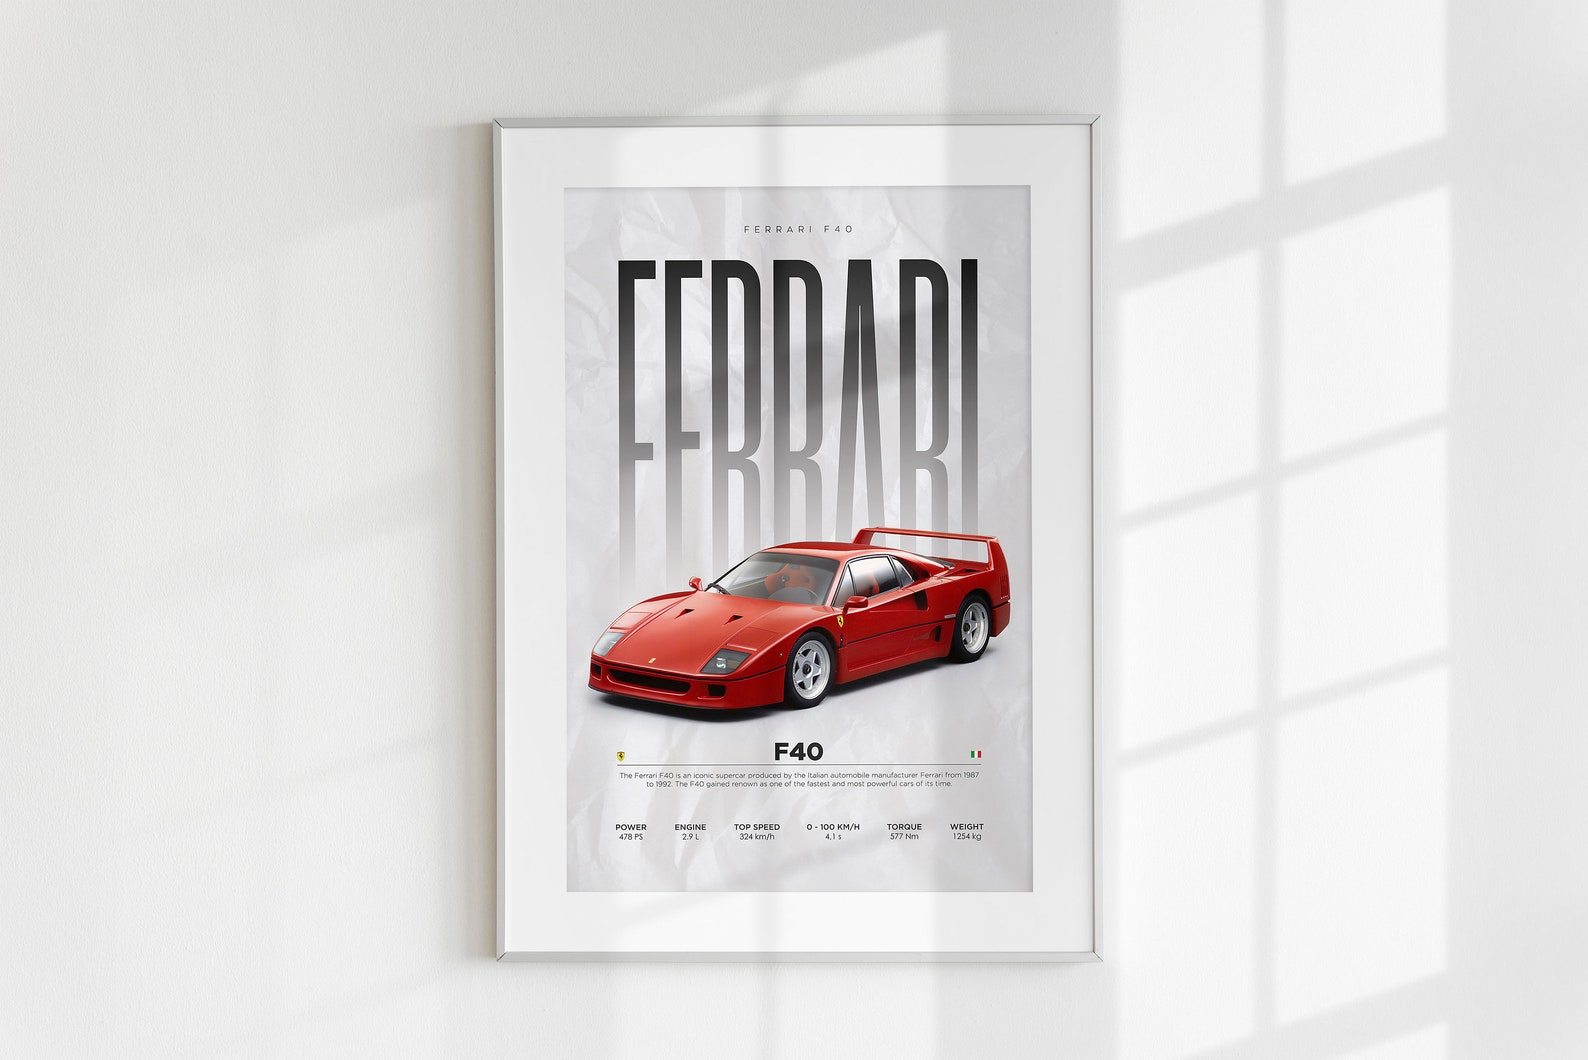 FERRARI F40
FERRARI
F40
The Ferrari F40 is an iconic supercar produced by the Italian automobile manufacturer Ferrari from 1987
to 1992. The F40 gained renown as one of the fastest and most powerful cars of its time.
POWER ENGINE TOP SPEED 0 - 100 KM/H TORQUE WEIGHT
478 PS 2.9 L 324 km/h 4,1 s 577 Nm 1254 kg